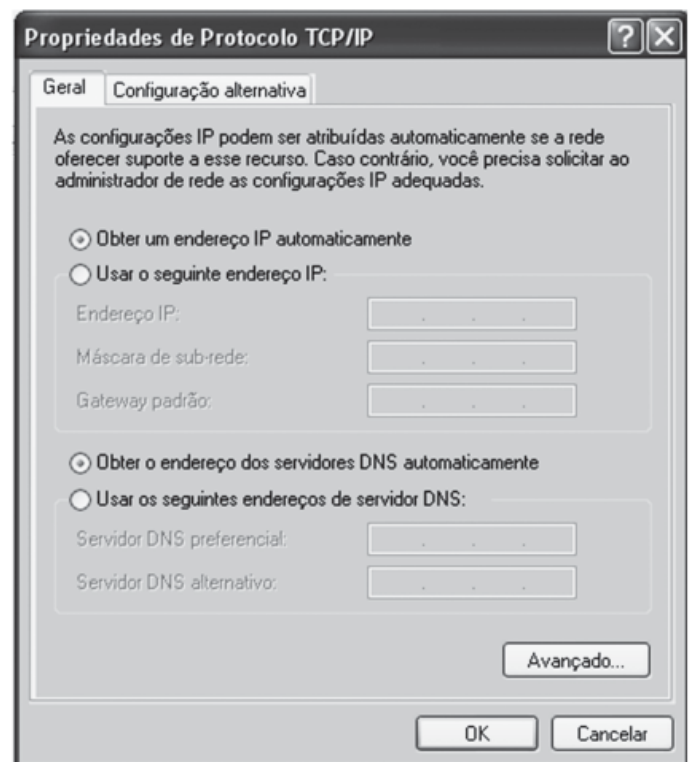 Propriedades de Protocolo TCP/IP
Geral
Configuração alternativa
As configurações IP podem ser atribuídas automaticamente se a rede
oferecer suporte a esse recurso. Caso contrário, você precisa solicitar ao
administrador de rede as configurações IP adequadas.
Obter um endereço IP automaticamente
Usar o seguinte endereço IP:
Endereço IP:
Máscara de sub-rede:
Gateway padrão:
Obter o endereço dos servidores DNS automaticamente
Usar os seguintes endereços de servidor DNS:
Servidor DNS preferencial:
Servidor DNS alternativo:
Avançado...
OK
Cancelar